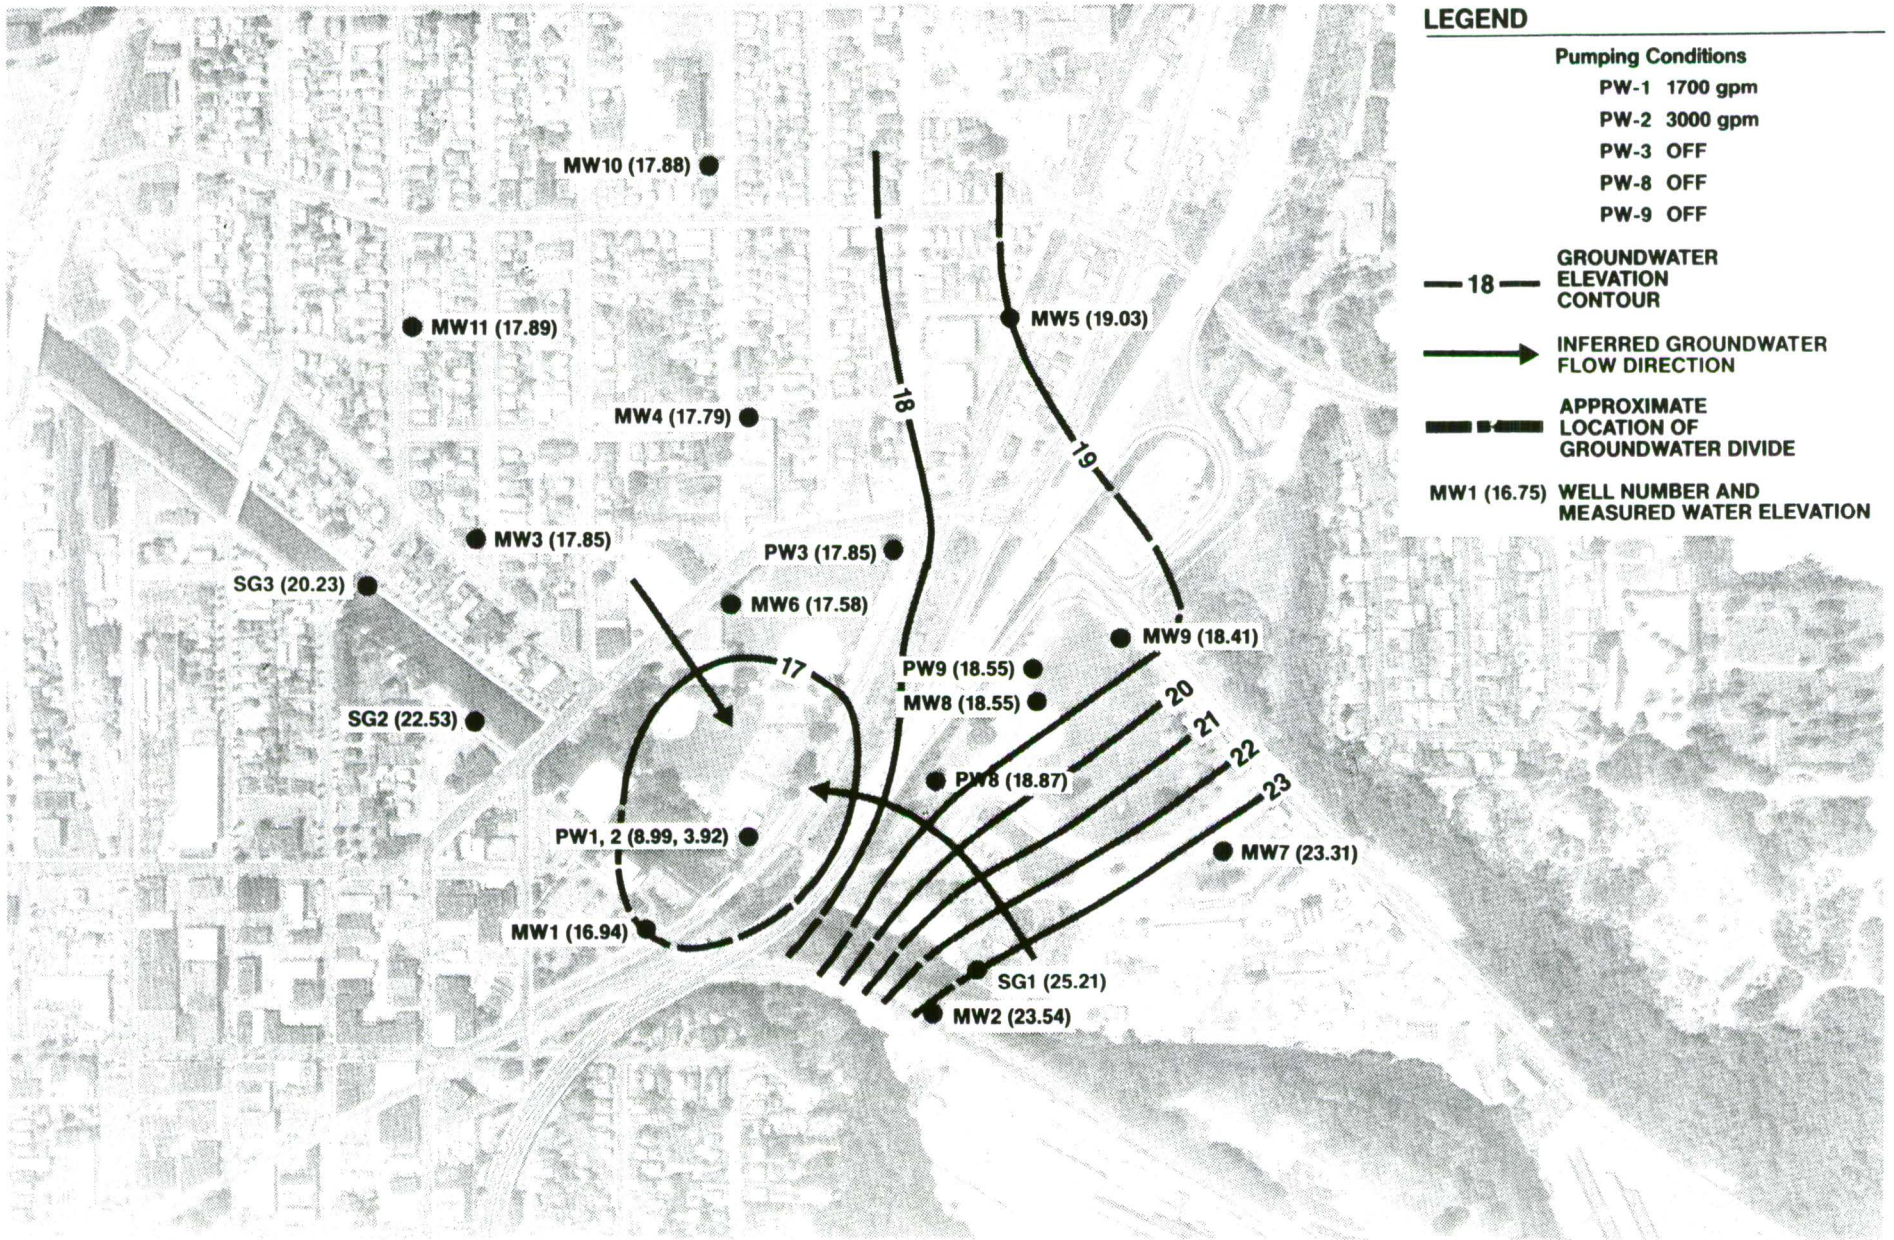 LEGEND
Pumping Conditions
PW-1 1700 gpm
PW-2 3000 gpm
PW-3 OFF
PW-8 OFF
PW-9 OFF
18
GROUNDWATER
ELEVATION
CONTOUR
INFERRED GROUNDWATER
FLOW DIRECTION
APPROXIMATE
LOCATION OF
GROUNDWATER DIVIDE
MW1 (16.75) WELL NUMBER AND
MEASURED WATER ELEVATION
MW10 (17.88)
MW11 (17.89)
MW5 (19.03)
18
MW4 (17.79)
19
MW3 (17.85)
PW3 (17.85)
SG3 (20.23)
MW6 (17.58)
MW9 (18.41)
17
PW9 (18.55)
20
MW8 (18.55)
SG2 (22.53)
21
22
PW8 (18.87)
23
PW1, 2 (8.99, 3.92)
MW7 (23.31)
MW1 (16.94)
SG1 (25.21)
MW2 (23.54)